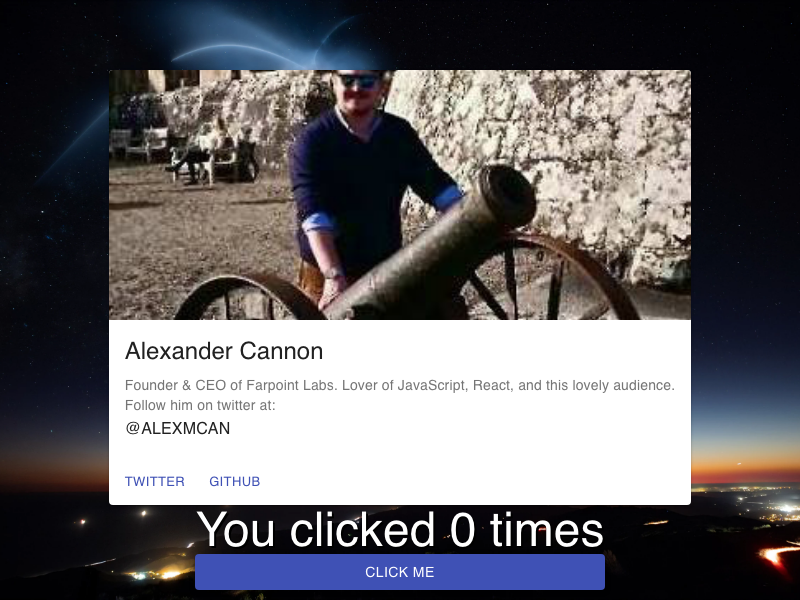 Alexander Cannon
Founder & CEO of Farpoint Labs. Lover of JavaScript, React, and this lovely audience.
Follow him on twitter at:
@ALEXMCAN
TWITTER GITHUB
You clicked 0 times
CLICK ME